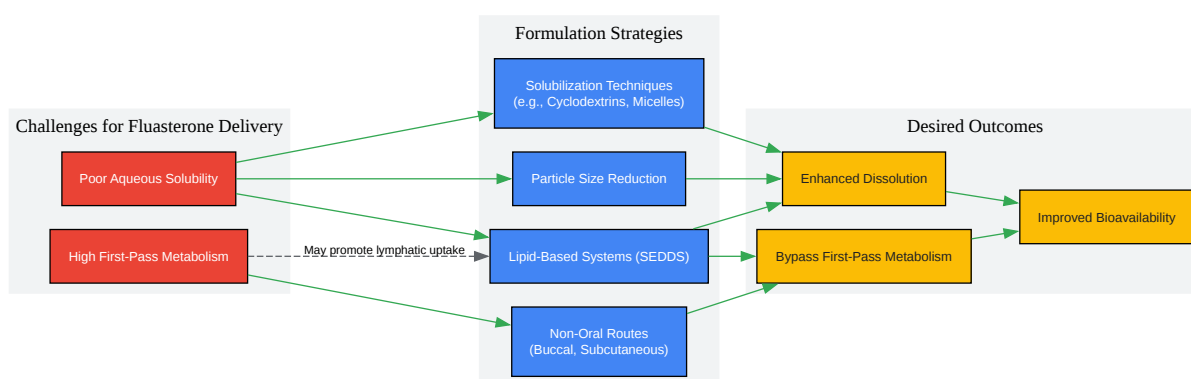 Challenges for Fluasterone Delivery
Poor Aqueous Solubility
High First-Pass Metabolism
May promote lymphatic uptake
Formulation Strategies
Solubilization Techniques
(e.g., Cyclodextrins, Micelles)
Particle Size Reduction
Lipid-Based Systems (SEDDS)
Non-Oral Routes
(Buccal, Subcutaneous)
Desired Outcomes
Enhanced Dissolution
Bypass First-Pass Metabolism
Improved Bioavailability